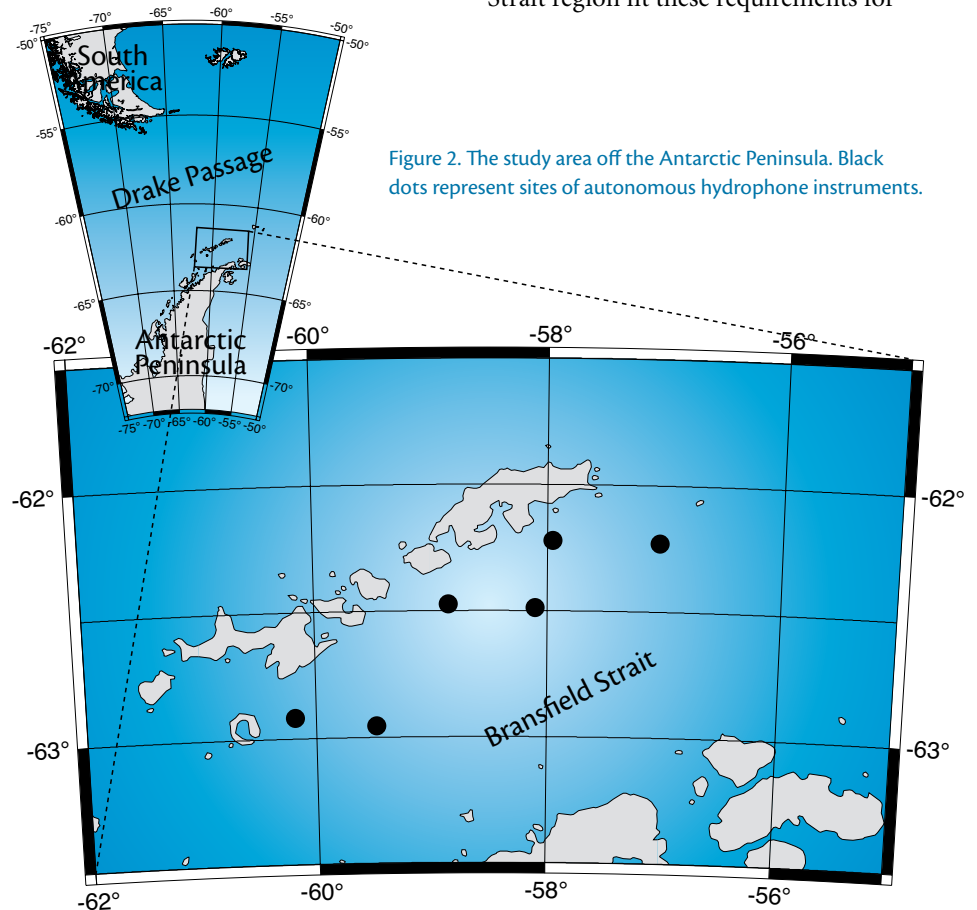 Strait region fit these requirements for
-75° -70° -65° -60° -55° -50°
-50° -50°
South
America
-55° -55°
Drake Passage
Figure 2. The study area off the Antarctic Peninsula. Black
dots represent sites of autonomous hydrophone instruments.
-60° -60°
-65° -65°
Antarctic
Peninsula
-70° -70°
-75° -70° -65° -60° -55° -50°
-62° -60° -58° -56°
-62° -62°
Bransfield Strait
-63° -63°
-62° -60° -58° -56°